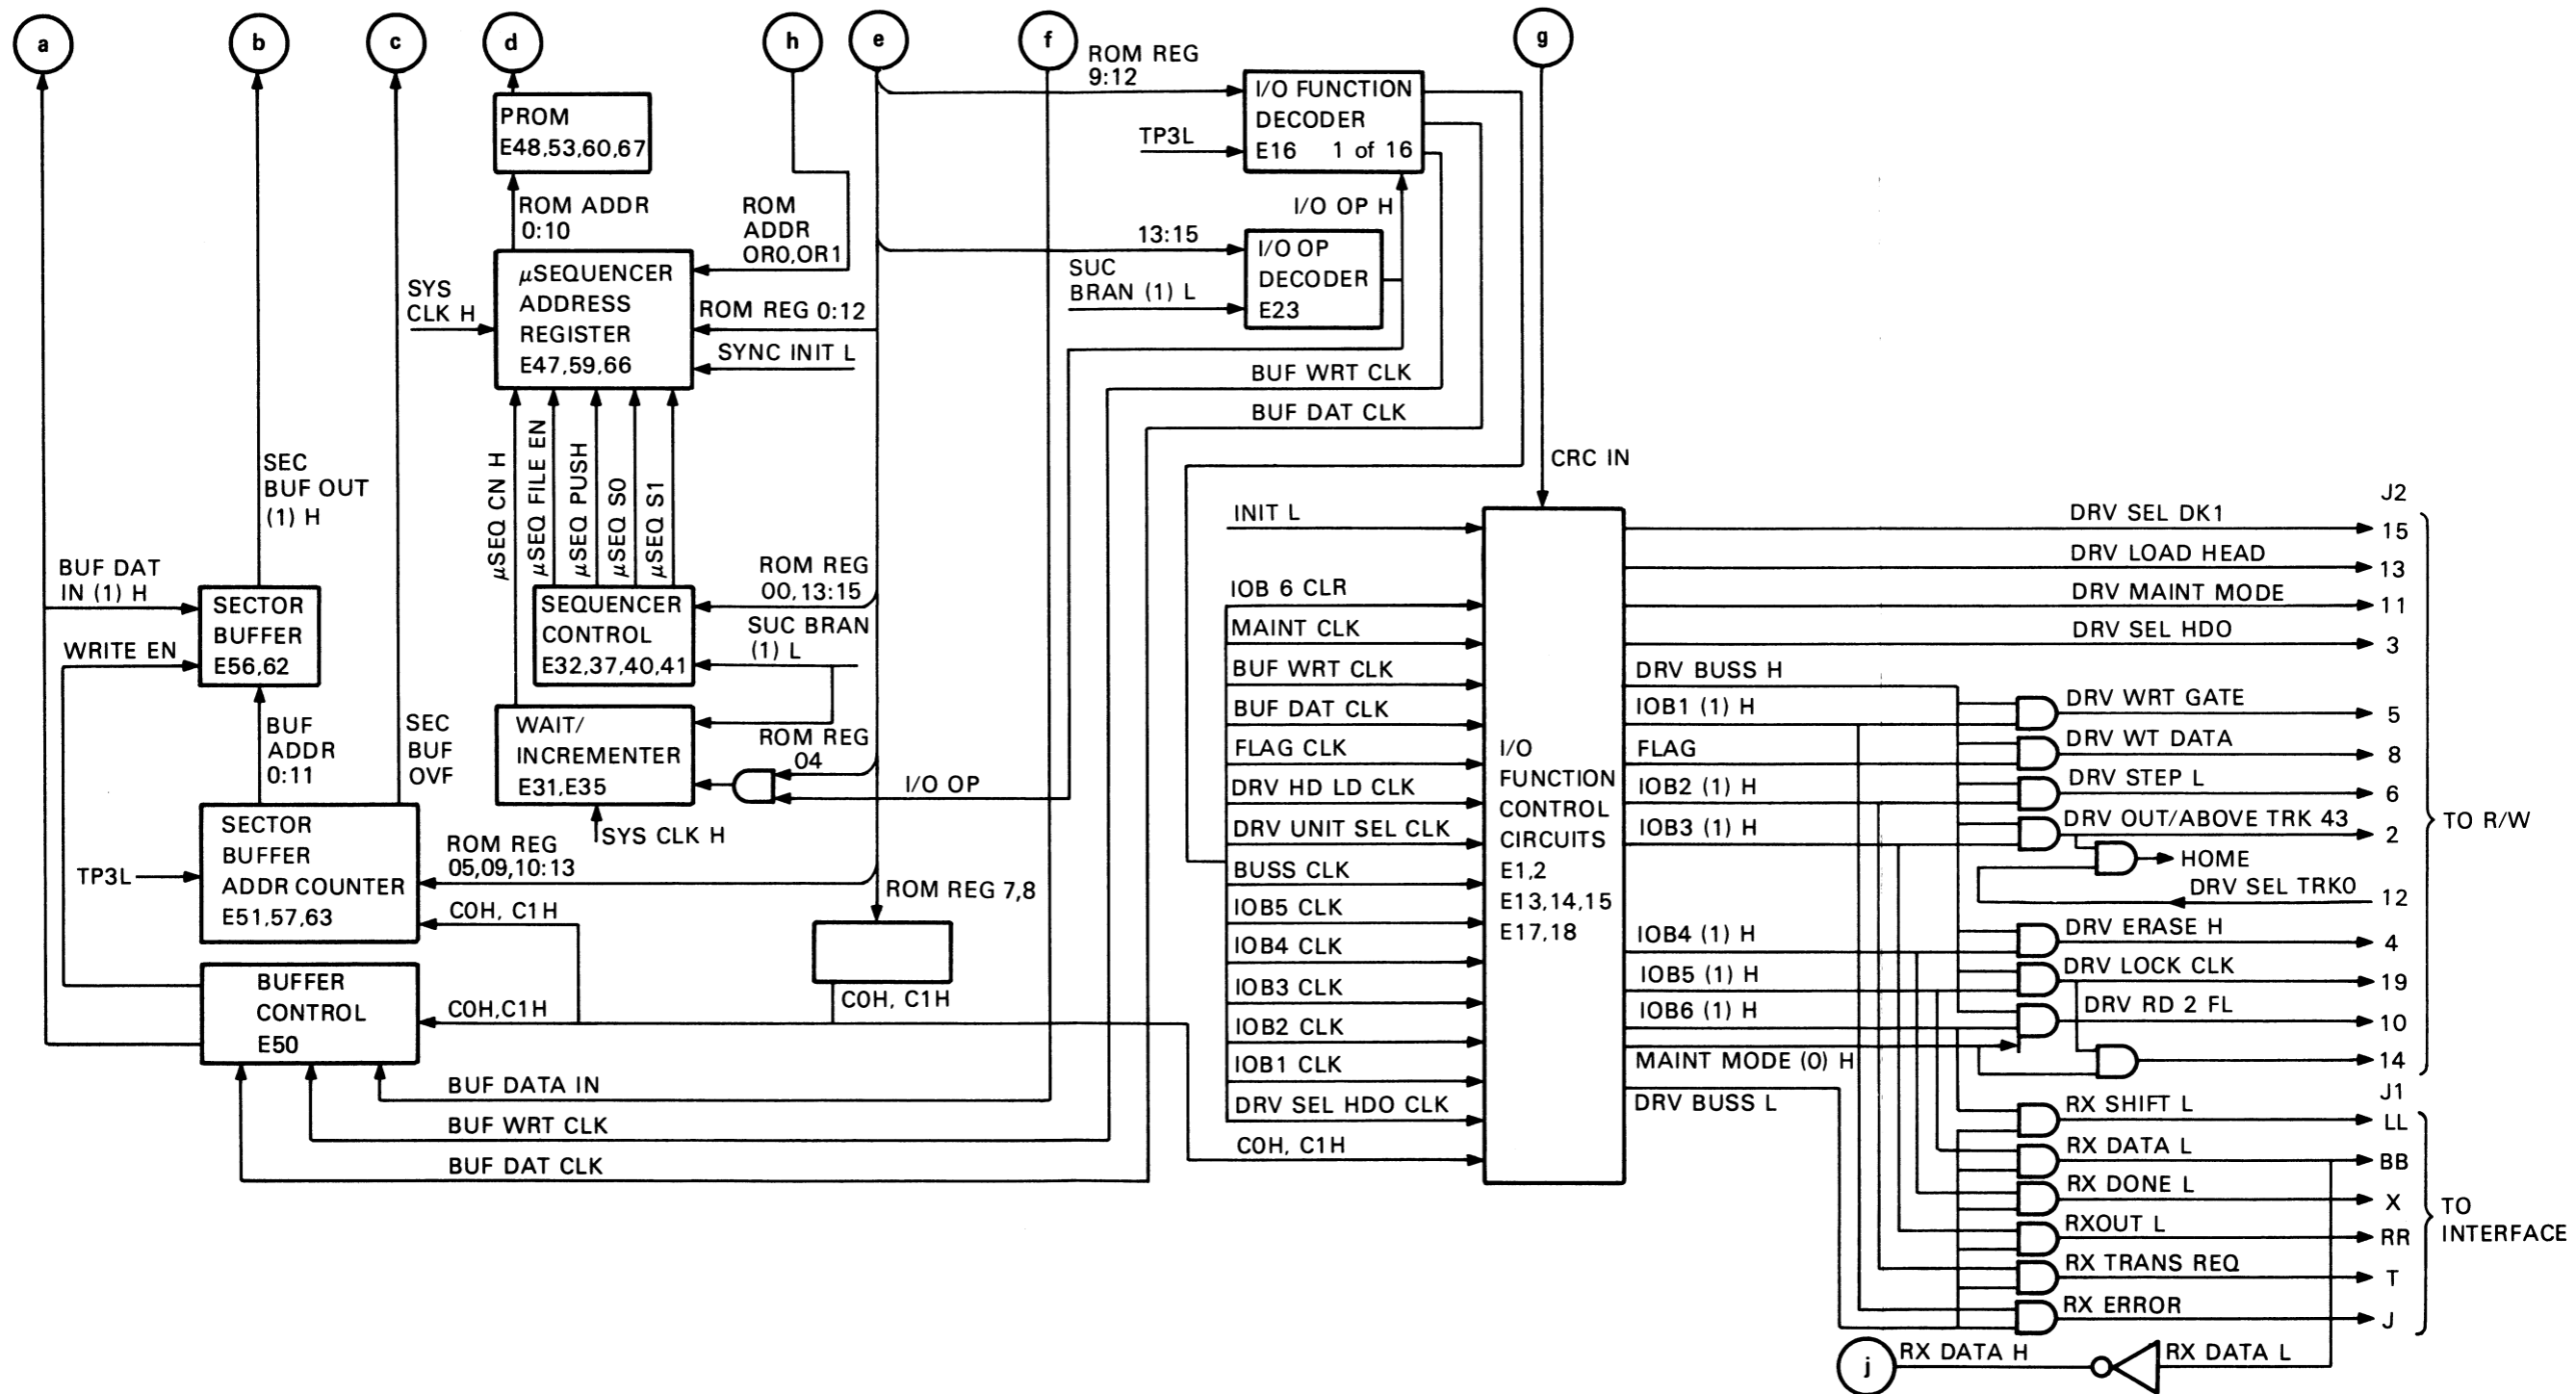 a
b
c
d
h
e
f
g
ROM REG
9:12
PROM
E48,53,60,67
TP3L
I/O FUNCTION
DECODER
E16 1 of 16
ROM ADDR
0:10
ROM
ADDR
OR0,OR1
I/O OP H
13:15
SUC
BRAN (1) L
I/O OP
DECODER
E23
SYS
CLK H
µSEQUENCER
ADDRESS
REGISTER
E47,59,66
ROM REG 0:12
SYNC INIT L
BUF WRT CLK
BUF DAT CLK
µSEQ CN H
µSEQ FILE EN
µSEQ PUSH
µSEQ S0
µSEQ S1
SEC
BUF OUT
(1) H
CRC IN
BUF DAT
IN (1) H
WRITE EN
SECTOR
BUFFER
E56,62
SEQUENCER
CONTROL
E32,37,40,41
ROM REG
00,13:15
SUC BRAN
(1) L
BUF
ADDR
0:11
SEC
BUF
OVF
WAIT/
INCREMENTER
E31,E35
ROM REG
04
I/O OP
SYS CLK H
TP3L
SECTOR
BUFFER
ADDR COUNTER
E51,57,63
ROM REG
05,09,10:13
C0H, C1H
ROM REG 7,8
C0H, C1H
BUFFER
CONTROL
E50
C0H,C1H
BUF DATA IN
BUF WRT CLK
BUF DAT CLK
INIT L
IOB 6 CLR
MAINT CLK
BUF WRT CLK
BUF DAT CLK
FLAG CLK
DRV HD LD CLK
DRV UNIT SEL CLK
BUSS CLK
IOB5 CLK
IOB4 CLK
IOB3 CLK
IOB2 CLK
IOB1 CLK
DRV SEL HDO CLK
C0H, C1H
I/O
FUNCTION
CONTROL
CIRCUITS
E1,2
E13,14,15
E17,18
DRV BUSS H
IOB1 (1) H
FLAG
IOB2 (1) H
IOB3 (1) H
IOB4 (1) H
IOB5 (1) H
IOB6 (1) H
MAINT MODE (0) H
DRV BUSS L
J2
DRV SEL DK1 15
DRV LOAD HEAD 13
DRV MAINT MODE 11
DRV SEL HDO 3
DRV WRT GATE 5
DRV WT DATA 8
DRV STEP L 6
DRV OUT/ABOVE TRK 43 2
HOME
DRV SEL TRKO 12
DRV ERASE H 4
DRV LOCK CLK 19
DRV RD 2 FL 10
14
TO R/W
J1
RX SHIFT L LL
RX DATA L BB
RX DONE L X
RXOUT L RR
RX TRANS REQ T
RX ERROR J
TO
INTERFACE
j
RX DATA H
RX DATA L